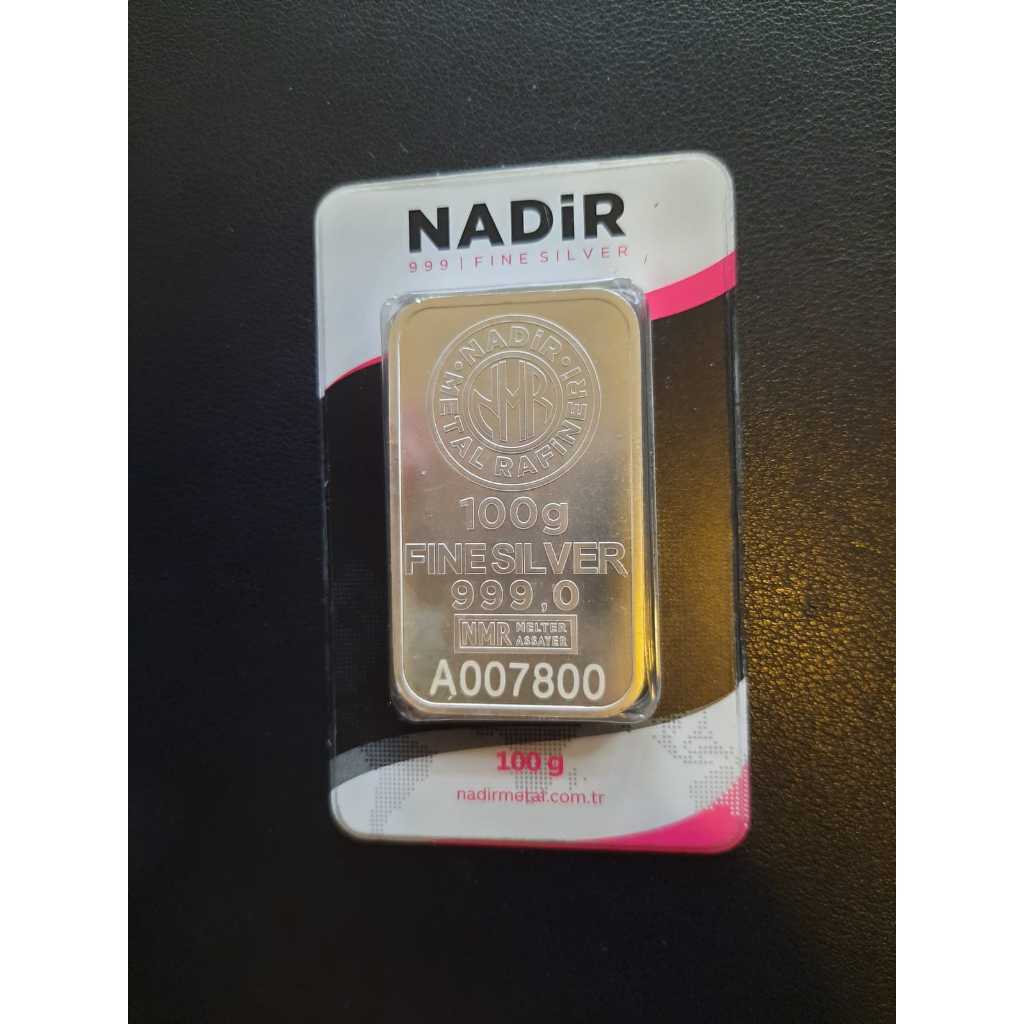 NADiR
999 | FINE SILVER
· NADiR ·
METAL RAFiNERi
NMR
100g
FINE SILVER
999,0
NMR MELTER
ASSAYER
A007800
100 g
nadirmetal.com.tr